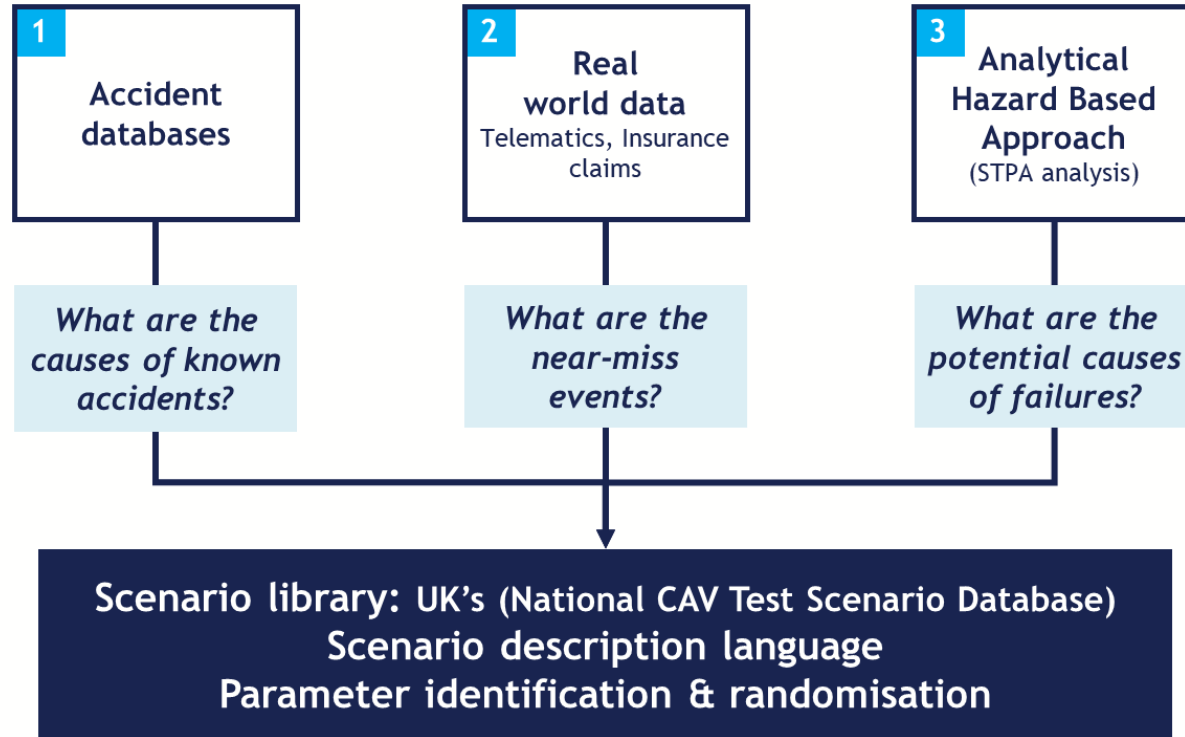 1
Accident
databases
2
Real
world data
Telematics, Insurance
claims
3
Analytical
Hazard Based
Approach
(STPA analysis)
What are the
causes of known
accidents?
What are the
near-miss
events?
What are the
potential causes
of failures?
Scenario library: UK's (National CAV Test Scenario Database)
Scenario description language
Parameter identification & randomisation